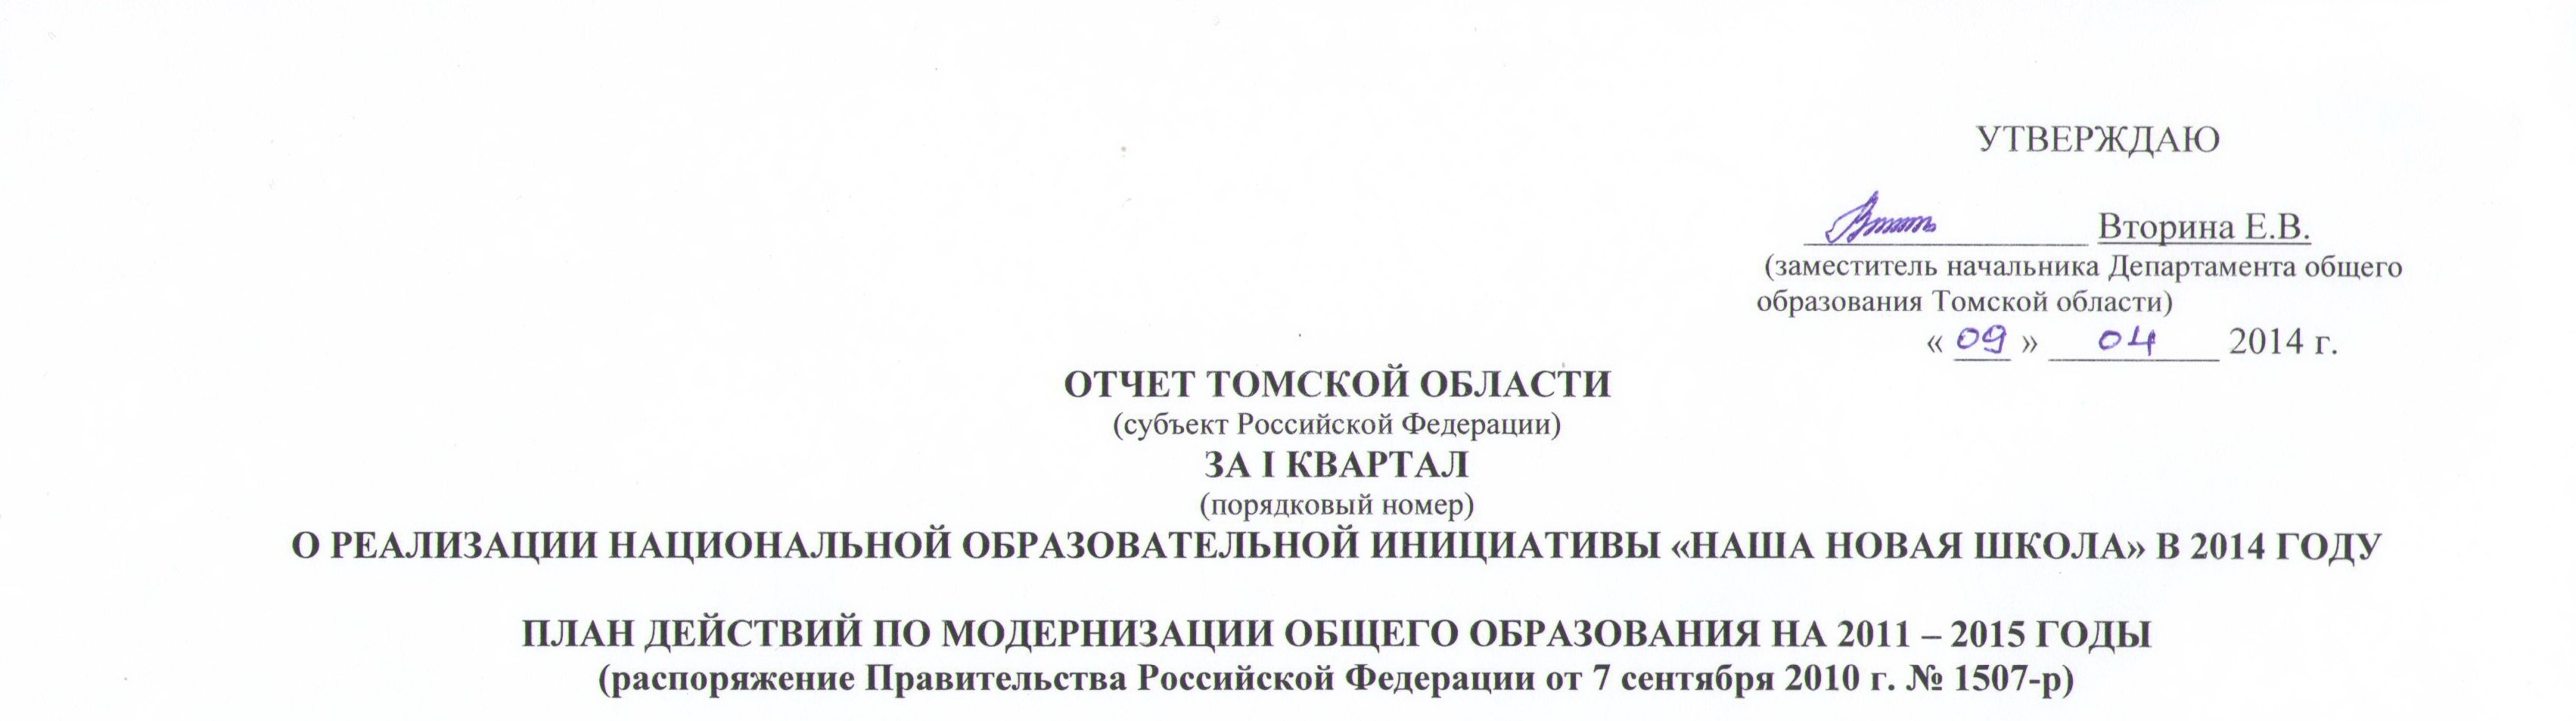 УТВЕРЖДАЮ
Вторина Е.В.
(заместитель начальника Департамента общего
образования Томской области)
« 09 » 04 2014 г.
ОТЧЕТ ТОМСКОЙ ОБЛАСТИ
(субъект Российской Федерации)
ЗА I КВАРТАЛ
(порядковый номер)
О РЕАЛИЗАЦИИ НАЦИОНАЛЬНОЙ ОБРАЗОВАТЕЛЬНОЙ ИНИЦИАТИВЫ «НАША НОВАЯ ШКОЛА» В 2014 ГОДУ
ПЛАН ДЕЙСТВИЙ ПО МОДЕРНИЗАЦИИ ОБЩЕГО ОБРАЗОВАНИЯ НА 2011 – 2015 ГОДЫ
(распоряжение Правительства Российской Федерации от 7 сентября 2010 г. № 1507-р)